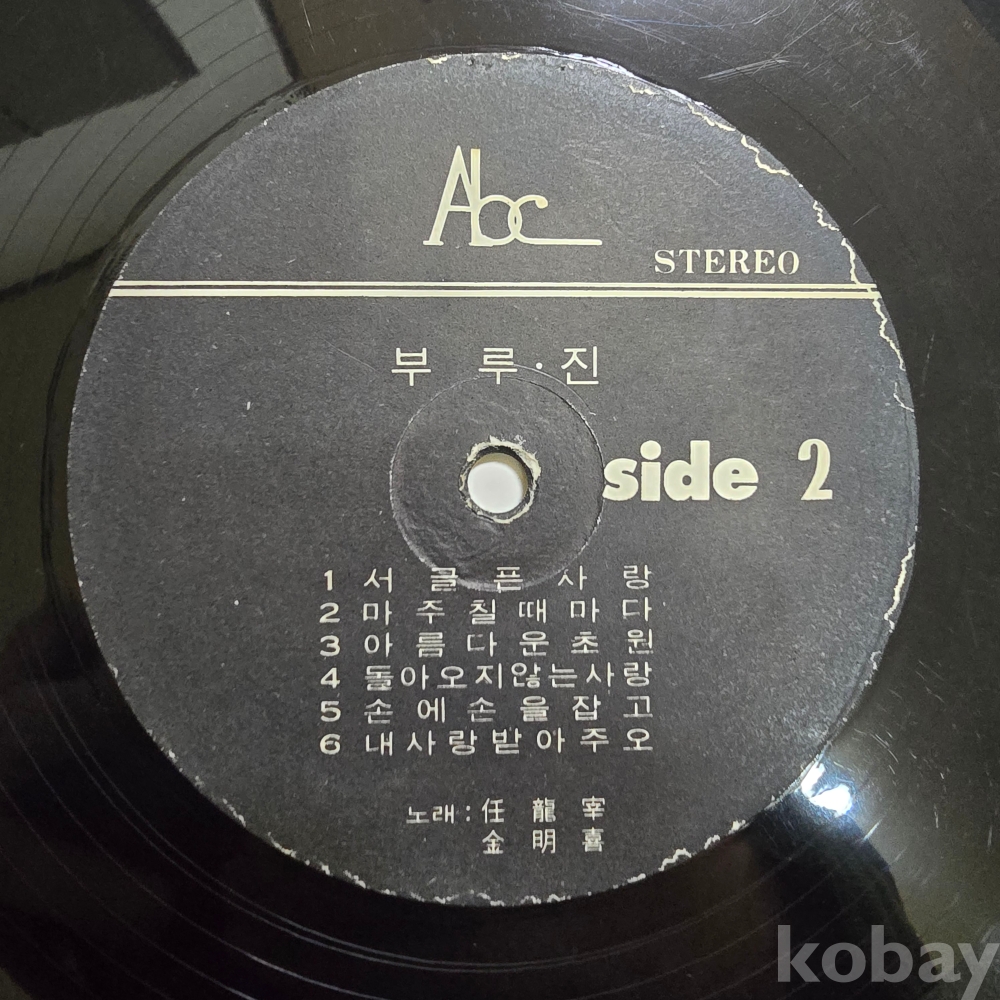 Abc
STEREO
부 루·진
side 2
1 서글픈사랑
2 마주칠때마다
3 아름다운초원
4 돌아오지않는사랑
5 손에손을잡고
6 내사랑받아주오
노래: 任龍宰
金明喜
kobay